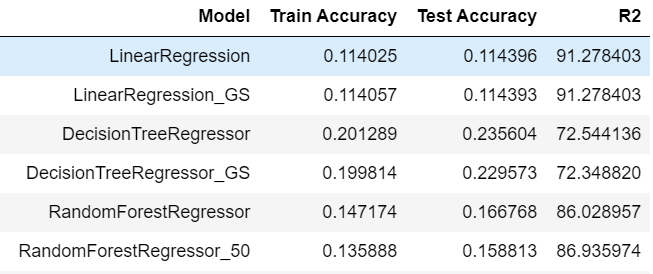 Model Train Accuracy Test Accuracy R2
LinearRegression 0.114025 0.114396 91.278403
LinearRegression_GS 0.114057 0.114393 91.278403
DecisionTreeRegressor 0.201289 0.235604 72.544136
DecisionTreeRegressor_GS 0.199814 0.229573 72.348820
RandomForestRegressor 0.147174 0.166768 86.028957
RandomForestRegressor_50 0.135888 0.158813 86.935974